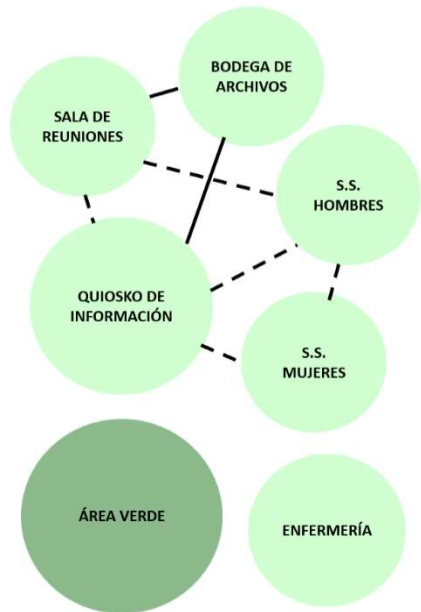 BODEGA DE
ARCHIVOS
SALA DE
REUNIONES
S.S.
HOMBRES
QUIOSKO DE
INFORMACIÓN
S.S.
MUJERES
ÁREA VERDE
ENFERMERÍA